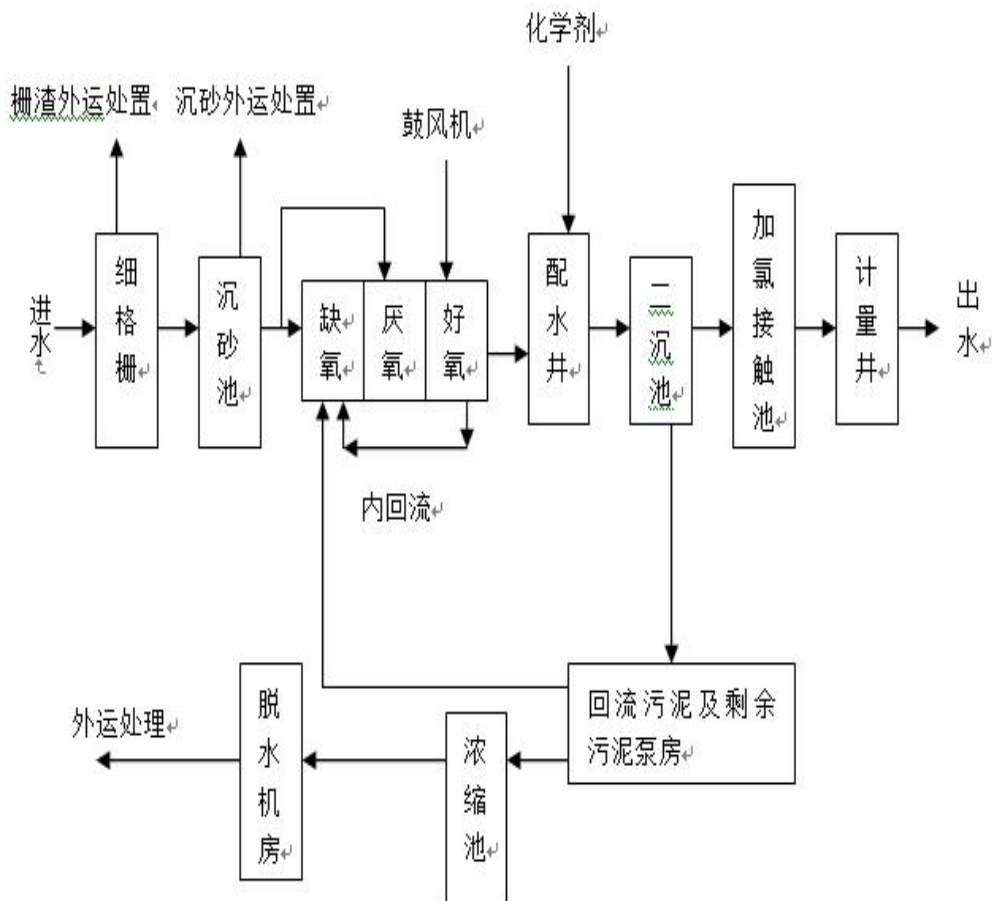 化学剂
栅渣外运处置
沉砂外运处置
鼓风机
进水
细格栅
沉砂池
缺氧
厌氧
好氧
配水井
二沉池
加氯接触池
计量井
出水
内回流
外运处理
脱水机房
浓缩池
回流污泥及剩余
污泥泵房